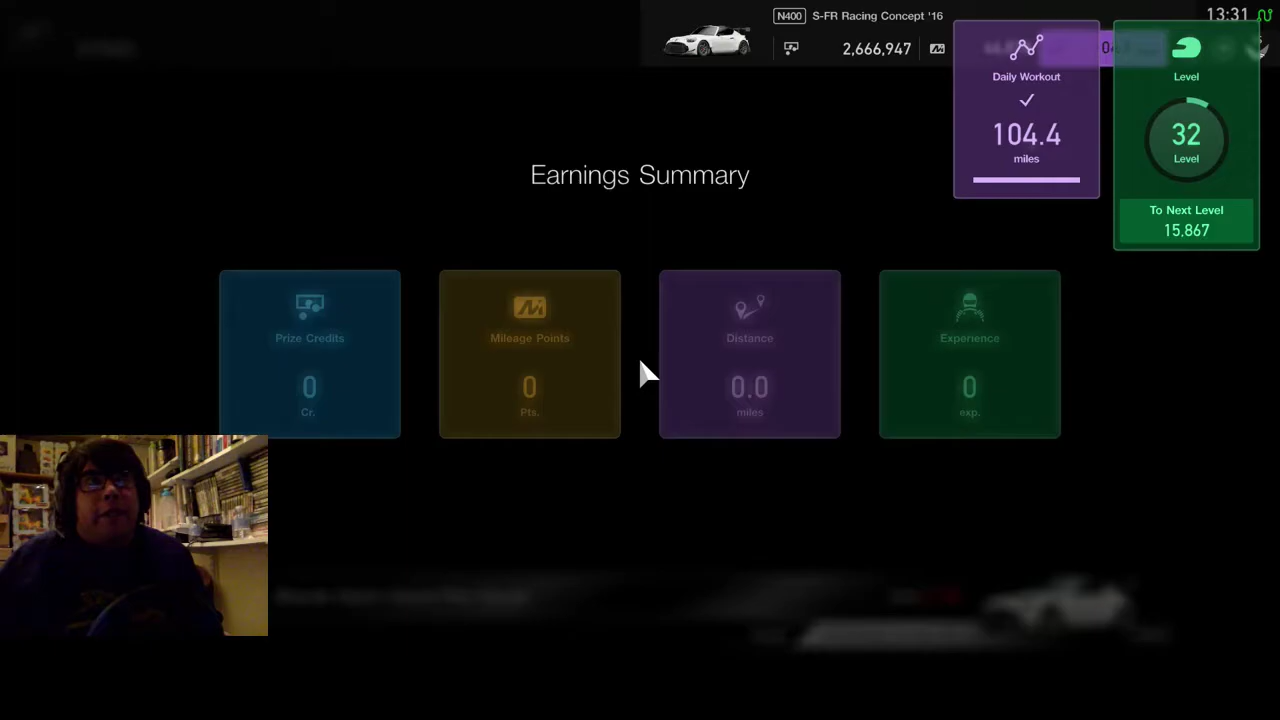 N400 S-FR Racing Concept '16
13:31
2,666,947
Daily Workout
104.4
miles
Level
32
Level
To Next Level
15,867
Earnings Summary
Prize Credits
0
Cr.
Mileage Points
0
Pts.
Distance
0.0
miles
Experience
0
exp.